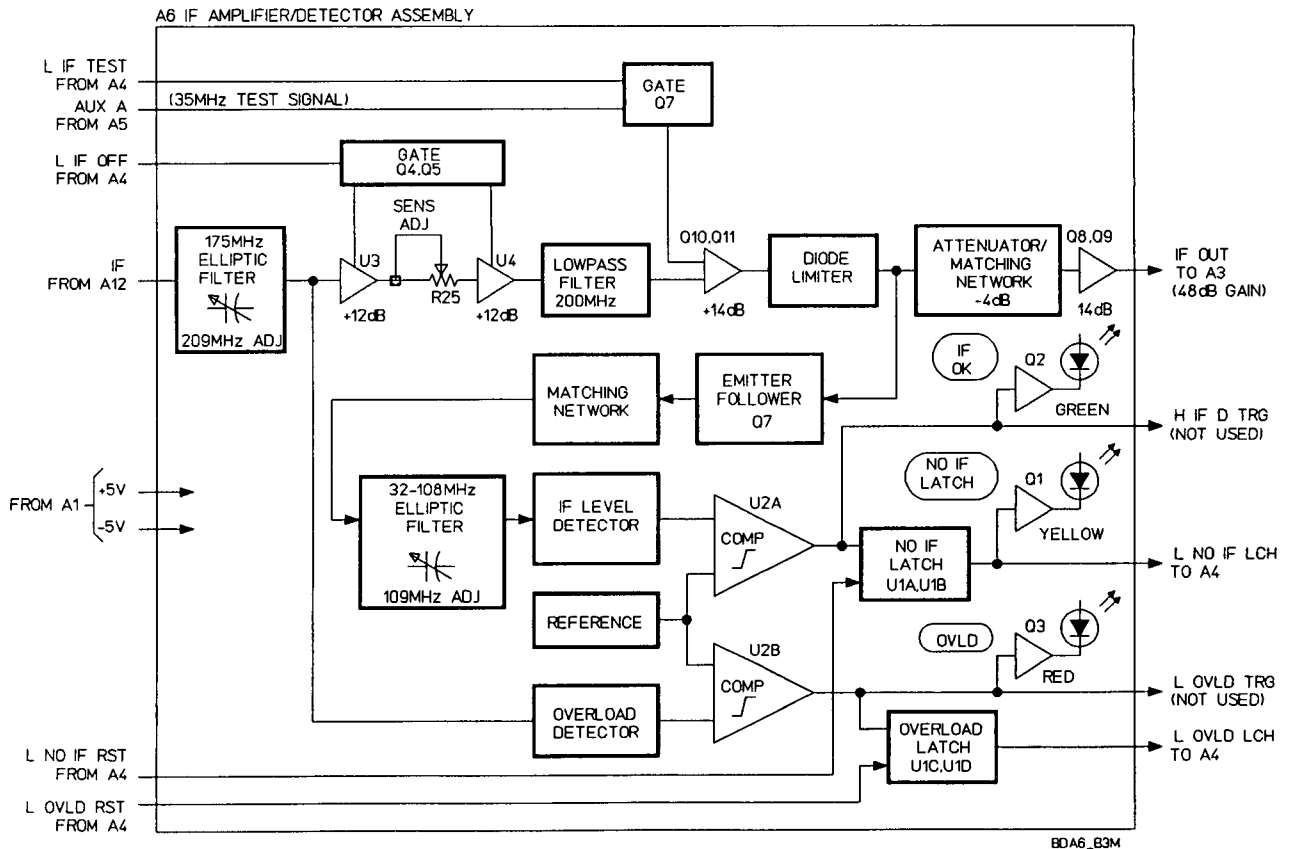 A6 IF AMPLIFIER/DETECTOR ASSEMBLY
L IF TEST
FROM A4
AUX A
FROM A5
(35MHz TEST SIGNAL)
GATE
Q7
L IF OFF
FROM A4
GATE
Q4,Q5
SENS
ADJ
IF
FROM A12
175MHz
ELLIPTIC
FILTER
209MHz ADJ
U3
+12dB
R25
U4
+12dB
LOWPASS
FILTER
200MHz
Q10,Q11
+14dB
DIODE
LIMITER
ATTENUATOR/
MATCHING
NETWORK
-4dB
Q8,Q9
14dB
IF OUT
TO A3
(48dB GAIN)
MATCHING
NETWORK
EMITTER
FOLLOWER
Q7
IF
OK
Q2
GREEN
H IF D TRG
(NOT USED)
FROM A1
+5V
-5V
32-108MHz
ELLIPTIC
FILTER
109MHz ADJ
IF LEVEL
DETECTOR
U2A
COMP
NO IF
LATCH
Q1
YELLOW
NO IF
LATCH
U1A,U1B
L NO IF LCH
TO A4
REFERENCE
U2B
COMP
OVLD
Q3
RED
L OVLD TRG
(NOT USED)
OVERLOAD
DETECTOR
OVERLOAD
LATCH
U1C,U1D
L OVLD LCH
TO A4
L NO IF RST
FROM A4
L OVLD RST
FROM A4
BDA6_B3M